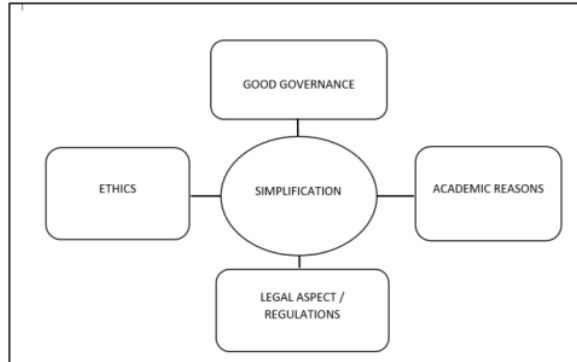 GOOD GOVERNANCE
ETHICS
SIMPLIFICATION
ACADEMIC REASONS
LEGAL ASPECT /
REGULATIONS